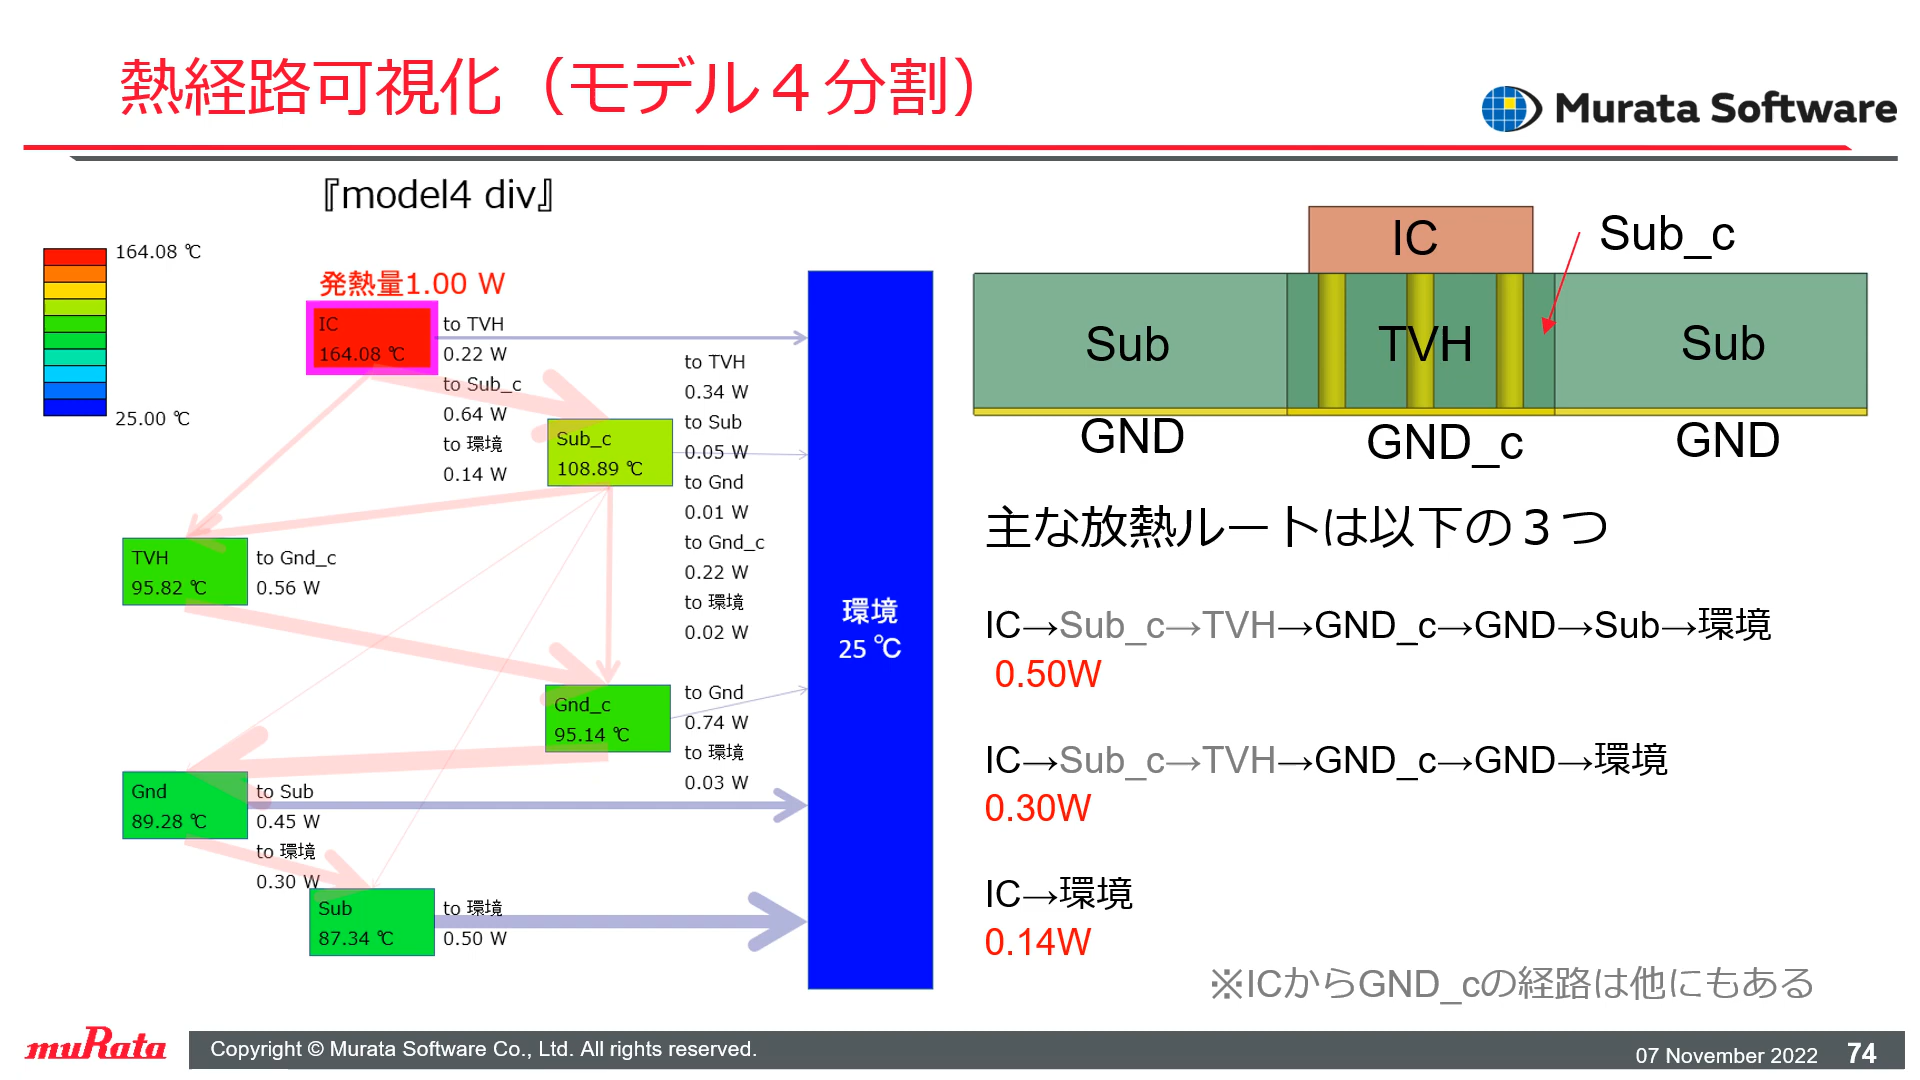 熱経路可視化（モデル４分割）
Murata Software
『model4 div』
164.08 ℃
25.00 ℃
発熱量1.00 W
IC
164.08 ℃
to TVH
0.22 W
to Sub_c
0.64 W
to 環境
0.14 W
Sub_c
108.89 ℃
to TVH
0.34 W
to Sub
0.05 W
to Gnd
0.01 W
to Gnd_c
0.22 W
to 環境
0.02 W
TVH
95.82 ℃
to Gnd_c
0.56 W
Gnd_c
95.14 ℃
to Gnd
0.74 W
to 環境
0.03 W
Gnd
89.28 ℃
to Sub
0.45 W
to 環境
0.30 W
Sub
87.34 ℃
to 環境
0.50 W
環境
25 ℃
IC
Sub_c
Sub
TVH
Sub
GND
GND_c
GND
主な放熱ルートは以下の３つ
IC→Sub_c→TVH→GND_c→GND→Sub→環境
0.50W
IC→Sub_c→TVH→GND_c→GND→環境
0.30W
IC→環境
0.14W
※ICからGND_cの経路は他にもある
muRata
Copyright © Murata Software Co., Ltd. All rights reserved.
07 November 2022
74